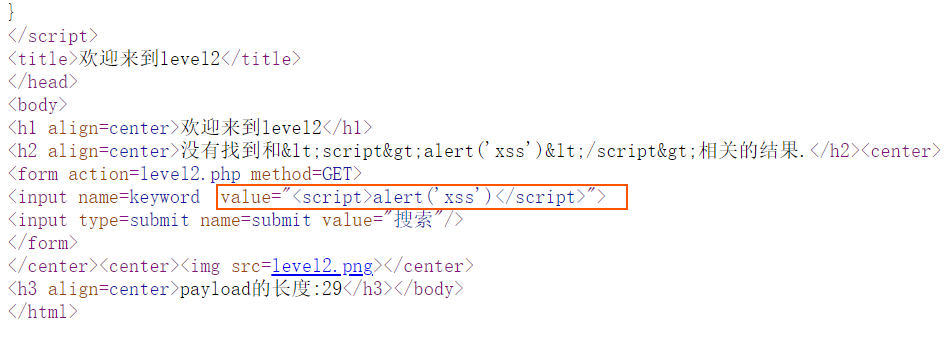 }
</script>
<title>欢迎来到level2</title>
</head>
<body>
<h1 align=center>欢迎来到level2</h1>
<h2 align=center>没有找到和&lt;script&gt;alert('xss')&lt;/script&gt;相关的结果.</h2><center>
<form action=level2.php method=GET>
<input name=keyword  value="<script>alert('xss')</script>">
<input type=submit name=submit value="搜索"/>
</form>
</center><center><img src=level2.png></center>
<h3 align=center>payload的长度:29</h3></body>
</html>